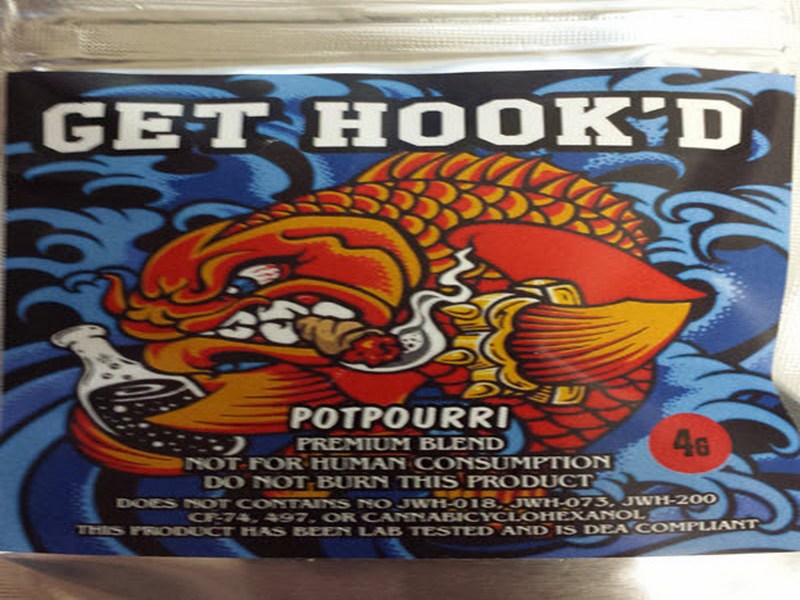 GET HOOK'D
POTPOURRI
PREMIUM BLEND
NOT FOR HUMAN CONSUMPTION
DO NOT BURN THIS PRODUCT
4G
DOES NOT CONTAINS NO JWH-018, JWH-073, JWH-200
CF-74, 497, OR CANNABICYCLOHEXANOL
THIS PRODUCT HAS BEEN LAB TESTED AND IS DEA COMPLIANT